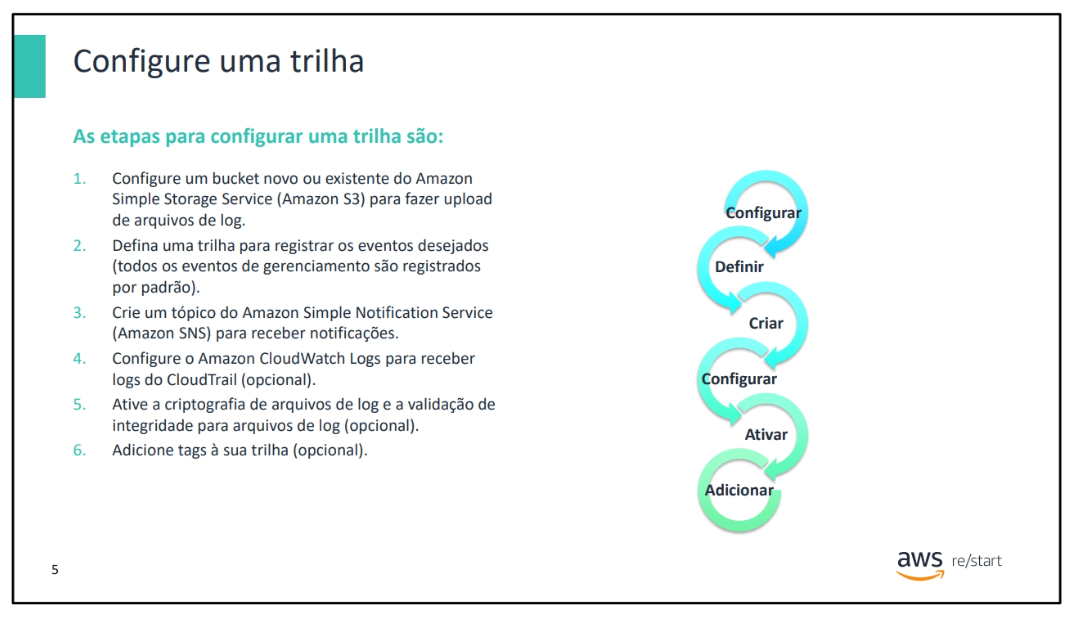 Configure uma trilha
As etapas para configurar uma trilha são:
1. Configure um bucket novo ou existente do Amazon
Simple Storage Service (Amazon S3) para fazer upload
de arquivos de log.
2. Defina uma trilha para registrar os eventos desejados
(todos os eventos de gerenciamento são registrados
por padrão).
3. Crie um tópico do Amazon Simple Notification Service
(Amazon SNS) para receber notificações.
4. Configure o Amazon CloudWatch Logs para receber
logs do CloudTrail (opcional).
5. Ative a criptografia de arquivos de log e a validação de
integridade para arquivos de log (opcional).
6. Adicione tags à sua trilha (opcional).
Configurar
Definir
Criar
Configurar
Ativar
Adicionar
5
aws re/start